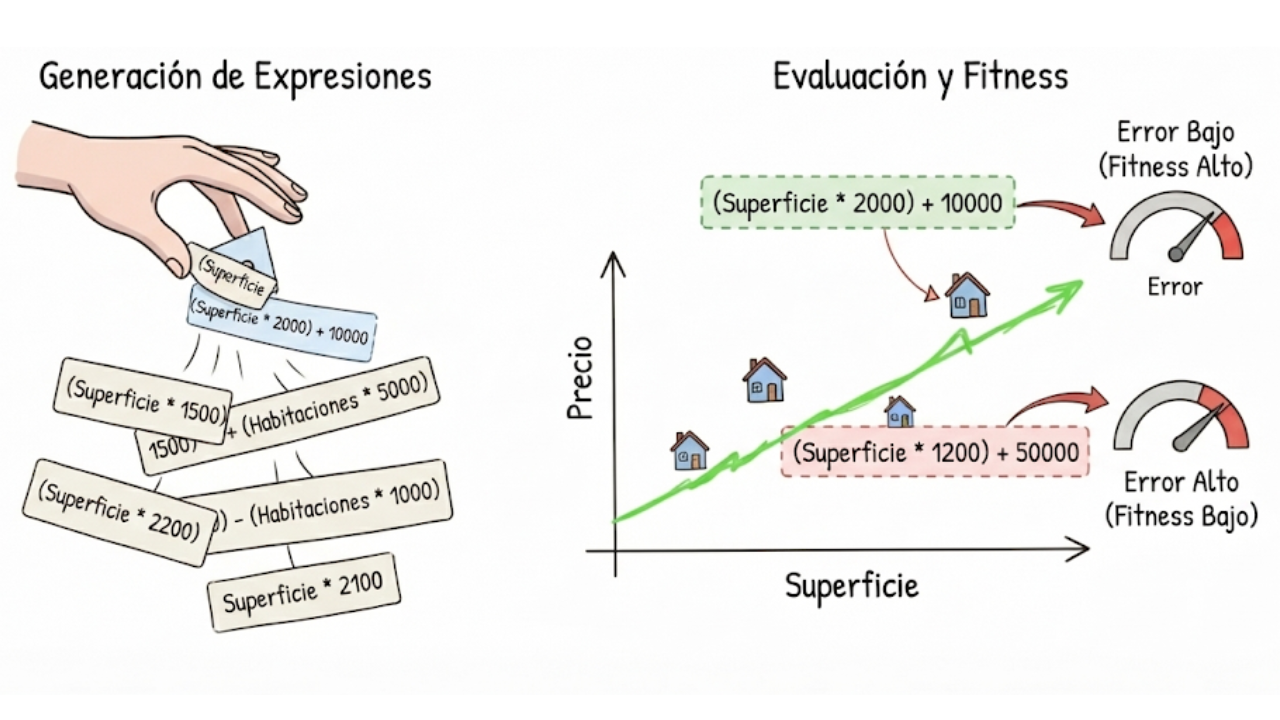 Generación de Expresiones
(Superficie
(Superficie * 2000) + 10000
(Superficie * 1500)
1500) + (Habitaciones * 5000)
(Superficie * 2200)
)) - (Habitaciones * 1000)
Superficie * 2100
Evaluación y Fitness
Error Bajo
(Fitness Alto)
(Superficie * 2000) + 10000
Error
Precio
(Superficie * 1200) + 50000
Error Alto
(Fitness Bajo)
Superficie